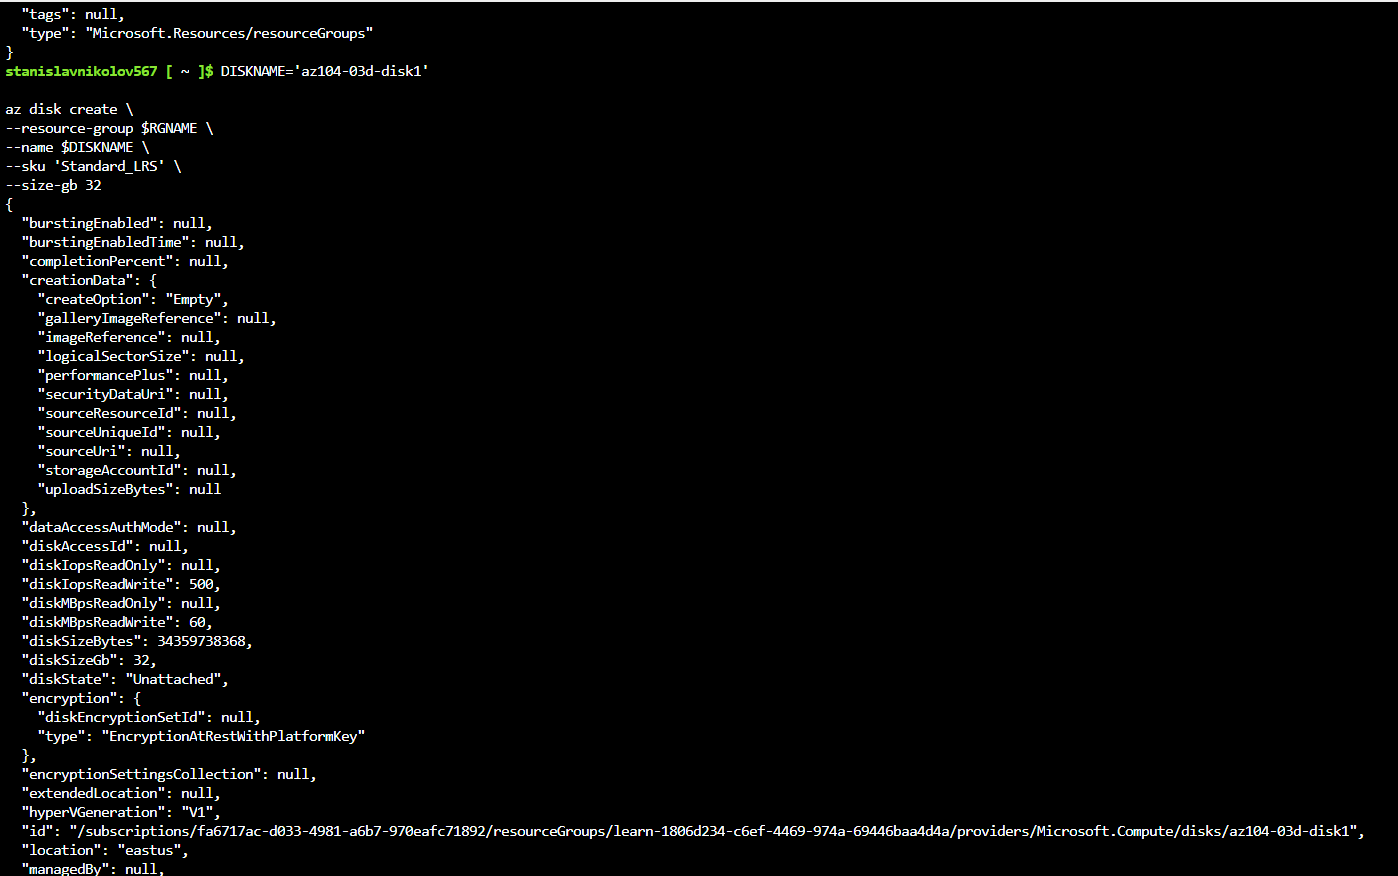 "tags": null,
"type": "Microsoft.Resources/resourceGroups"
}
stanislavnikolov567 [ ~ ]$ DISKNAME='az104-03d-disk1'
az disk create \
--resource-group $RGNAME \
--name $DISKNAME \
--sku 'Standard_LRS' \
--size-gb 32
{
"burstingEnabled": null,
"burstingEnabledTime": null,
"completionPercent": null,
"creationData": {
"createOption": "Empty",
"galleryImageReference": null,
"imageReference": null,
"logicalSectorSize": null,
"performancePlus": null,
"securityDataUri": null,
"sourceResourceId": null,
"sourceUniqueId": null,
"sourceUri": null,
"storageAccountId": null,
"uploadSizeBytes": null
},
"dataAccessAuthMode": null,
"diskAccessId": null,
"diskIopsReadOnly": null,
"diskIopsReadWrite": 500,
"diskMBpsReadOnly": null,
"diskMBpsReadWrite": 60,
"diskSizeBytes": 34359738368,
"diskSizeGb": 32,
"diskState": "Unattached",
"encryption": {
"diskEncryptionSetId": null,
"type": "EncryptionAtRestWithPlatformKey"
},
"encryptionSettingsCollection": null,
"extendedLocation": null,
"hyperVGeneration": "V1",
"id": "/subscriptions/fa6717ac-d033-4981-a6b7-970eafc71892/resourceGroups/learn-1806d234-c6ef-4469-974a-69446baa4d4a/providers/Microsoft.Compute/disks/az104-03d-disk1",
"location": "eastus",
"managedBy": null,